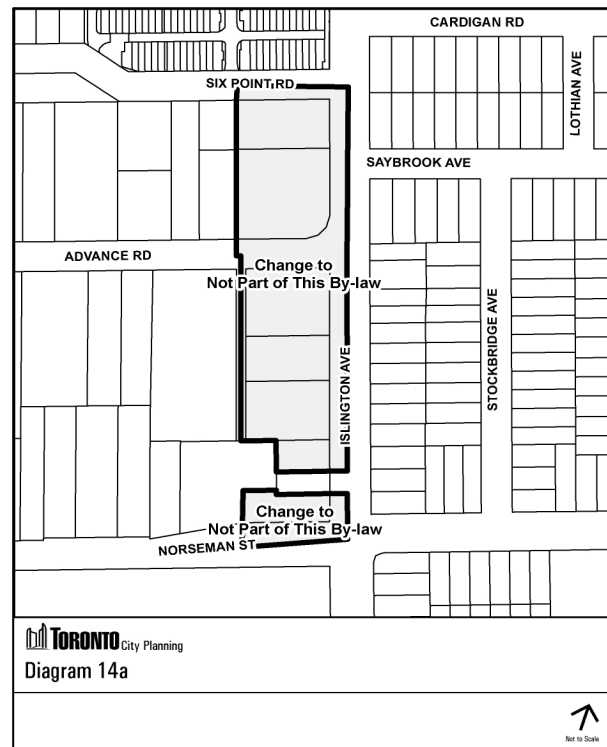 CARDIGAN RD
LOTHIAN AVE
SIX POINT RD
SAYBROOK AVE
ADVANCE RD
Change to
Not Part of This By-law
STOCKBRIDGE AVE
ISLINGTON AVE
Change to
Not Part of This By-law
NORSEMAN ST
TORONTO City Planning
Diagram 14a
Not to Scale